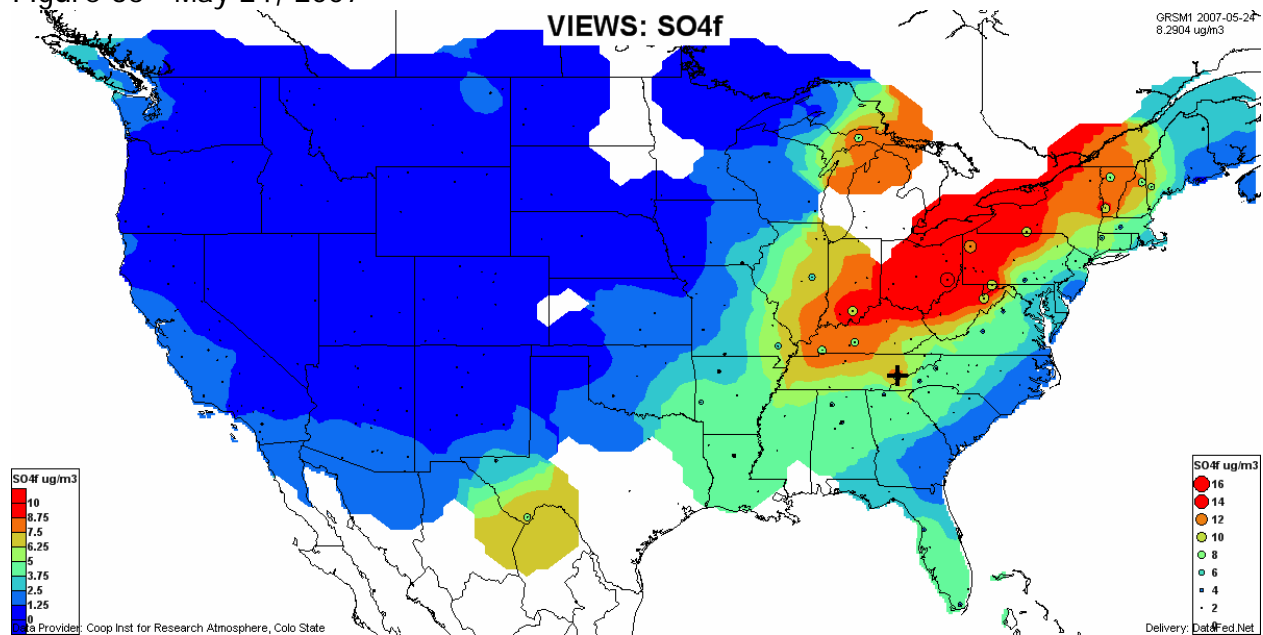 VIEWS: SO4f
GRSM1 2007-05-24
8.2904 ug/m3
SO4f ug/m3
10
8.75
7.5
6.25
5
3.75
2.5
1.25
0
SO4f ug/m3
16
14
12
10
8
6
4
2
0
Data Provider: Coop Inst for Research Atmosphere, Colo State
Delivery: DataFed.Net